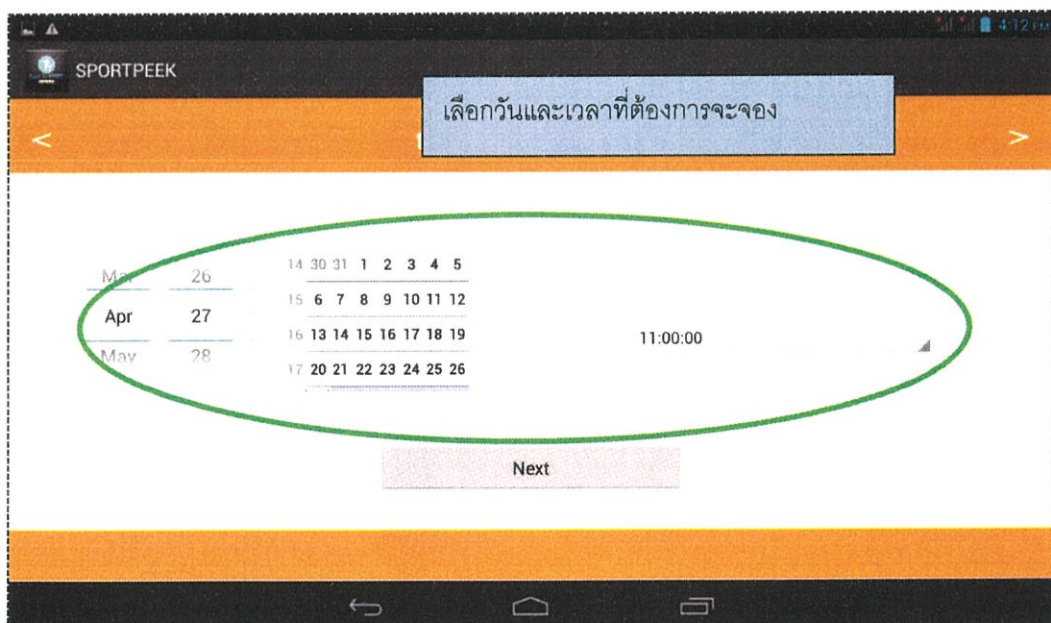 4:12 PM
SPORTPEEK
เลือกวันและเวลาที่ต้องการจะจอง
<
>
Mar 26
Apr 27
May 28
14 30 31 1 2 3 4 5
15 6 7 8 9 10 11 12
16 13 14 15 16 17 18 19
17 20 21 22 23 24 25 26
11:00:00
Next